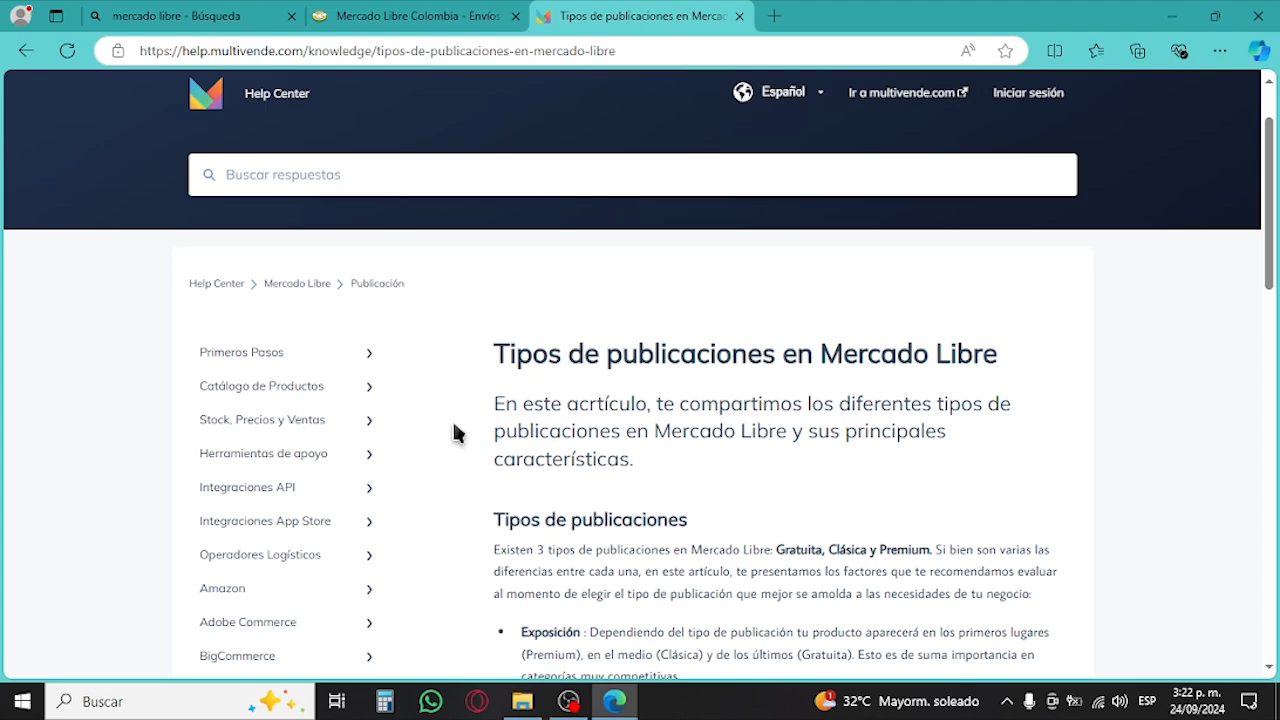 mercado libre - Búsqueda
Mercado Libre Colombia - Envíos
Tipos de publicaciones en Mercad
https://help.multivende.com/knowledge/tipos-de-publicaciones-en-mercado-libre
Help Center
Español
Ir a multivende.com
Iniciar sesión
Buscar respuestas
Help Center
Mercado Libre
Publicación
Primeros Pasos
Catálogo de Productos
Stock, Precios y Ventas
Herramientas de apoyo
Integraciones API
Integraciones App Store
Operadores Logísticos
Amazon
Adobe Commerce
BigCommerce
Tipos de publicaciones en Mercado Libre
En este acrtículo, te compartimos los diferentes tipos de
publicaciones en Mercado Libre y sus principales
características.
Tipos de publicaciones
Existen 3 tipos de publicaciones en Mercado Libre: Gratuita, Clásica y Premium. Si bien son varias las
diferencias entre cada una, en este artículo, te presentamos los factores que te recomendamos evaluar
al momento de elegir el tipo de publicación que mejor se amolda a las necesidades de tu negocio:
• Exposición : Dependiendo del tipo de publicación tu producto aparecerá en los primeros lugares
(Premium), en el medio (Clásica) y de los últimos (Gratuita). Esto es de suma importancia en
categorías muy competitivas.
Buscar
1
32°C Mayorm. soleado
ESP
3:22 p. m.
24/09/2024